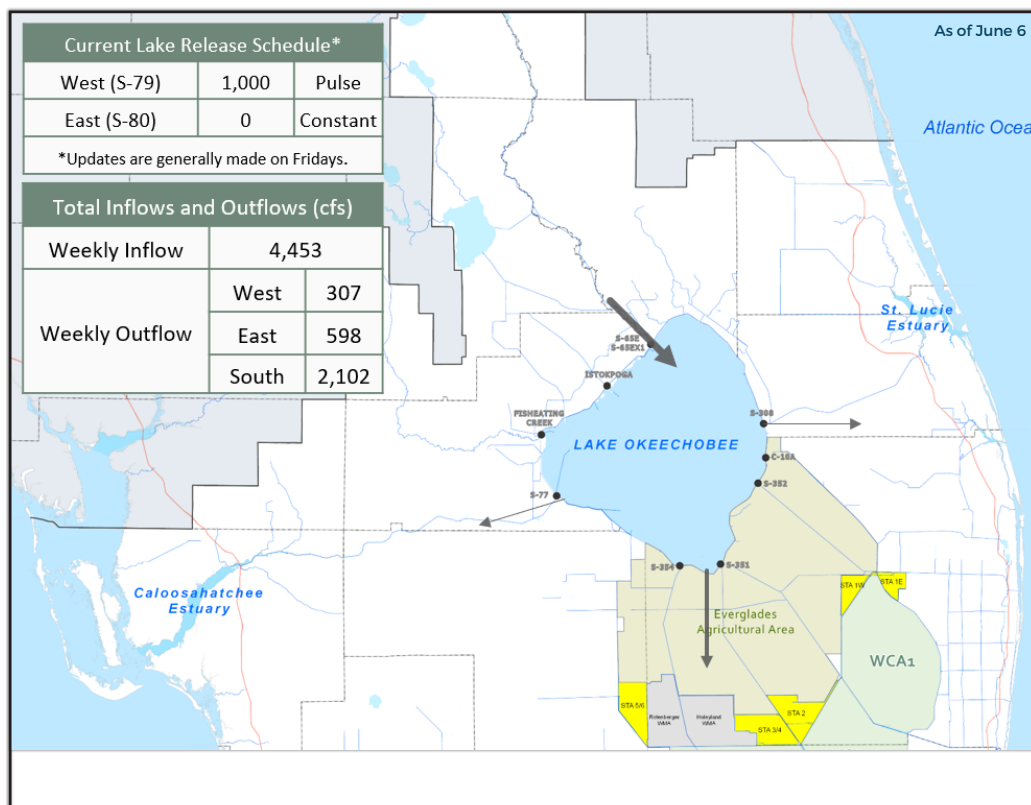 As of June 6
Current Lake Release Schedule*
West (S-79) 1,000 Pulse
East (S-80) 0 Constant
*Updates are generally made on Fridays.
Total Inflows and Outflows (cfs)
Weekly Inflow 4,453
Weekly Outflow
West 307
East 598
South 2,102
Atlantic Ocea
St. Lucie
Estuary
S-65E
S-65EX1
ISTOKPOGA
FISHEATING
CREEK
S-308
LAKE OKEECHOBEE
C-10A
S-352
S-77
S-354
S-351
Caloosahatchee
Estuary
Everglades
Agricultural Area
STA 1W
STA 1E
WCA1
STA 5/6
Rotenberger
WMA
Holeyland
WMA
STA 2
STA 3/4